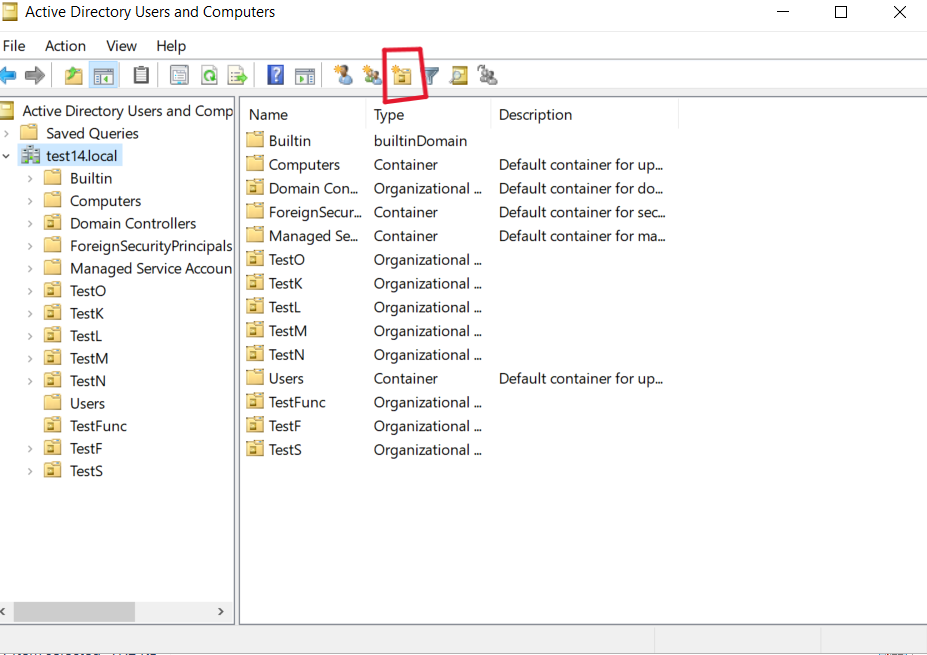 Active Directory Users and Computers
File Action View Help
Active Directory Users and Comp
Saved Queries
test14.local
Builtin
Computers
Domain Controllers
ForeignSecurityPrincipals
Managed Service Accoun
TestO
TestK
TestL
TestM
TestN
Users
TestFunc
TestF
TestS
Name Type Description
Builtin builtinDomain
Computers Container Default container for up...
Domain Con... Organizational ... Default container for do...
ForeignSecur... Container Default container for sec...
Managed Se... Container Default container for ma...
TestO Organizational ...
TestK Organizational ...
TestL Organizational ...
TestM Organizational ...
TestN Organizational ...
Users Container Default container for up...
TestFunc Organizational ...
TestF Organizational ...
TestS Organizational ...